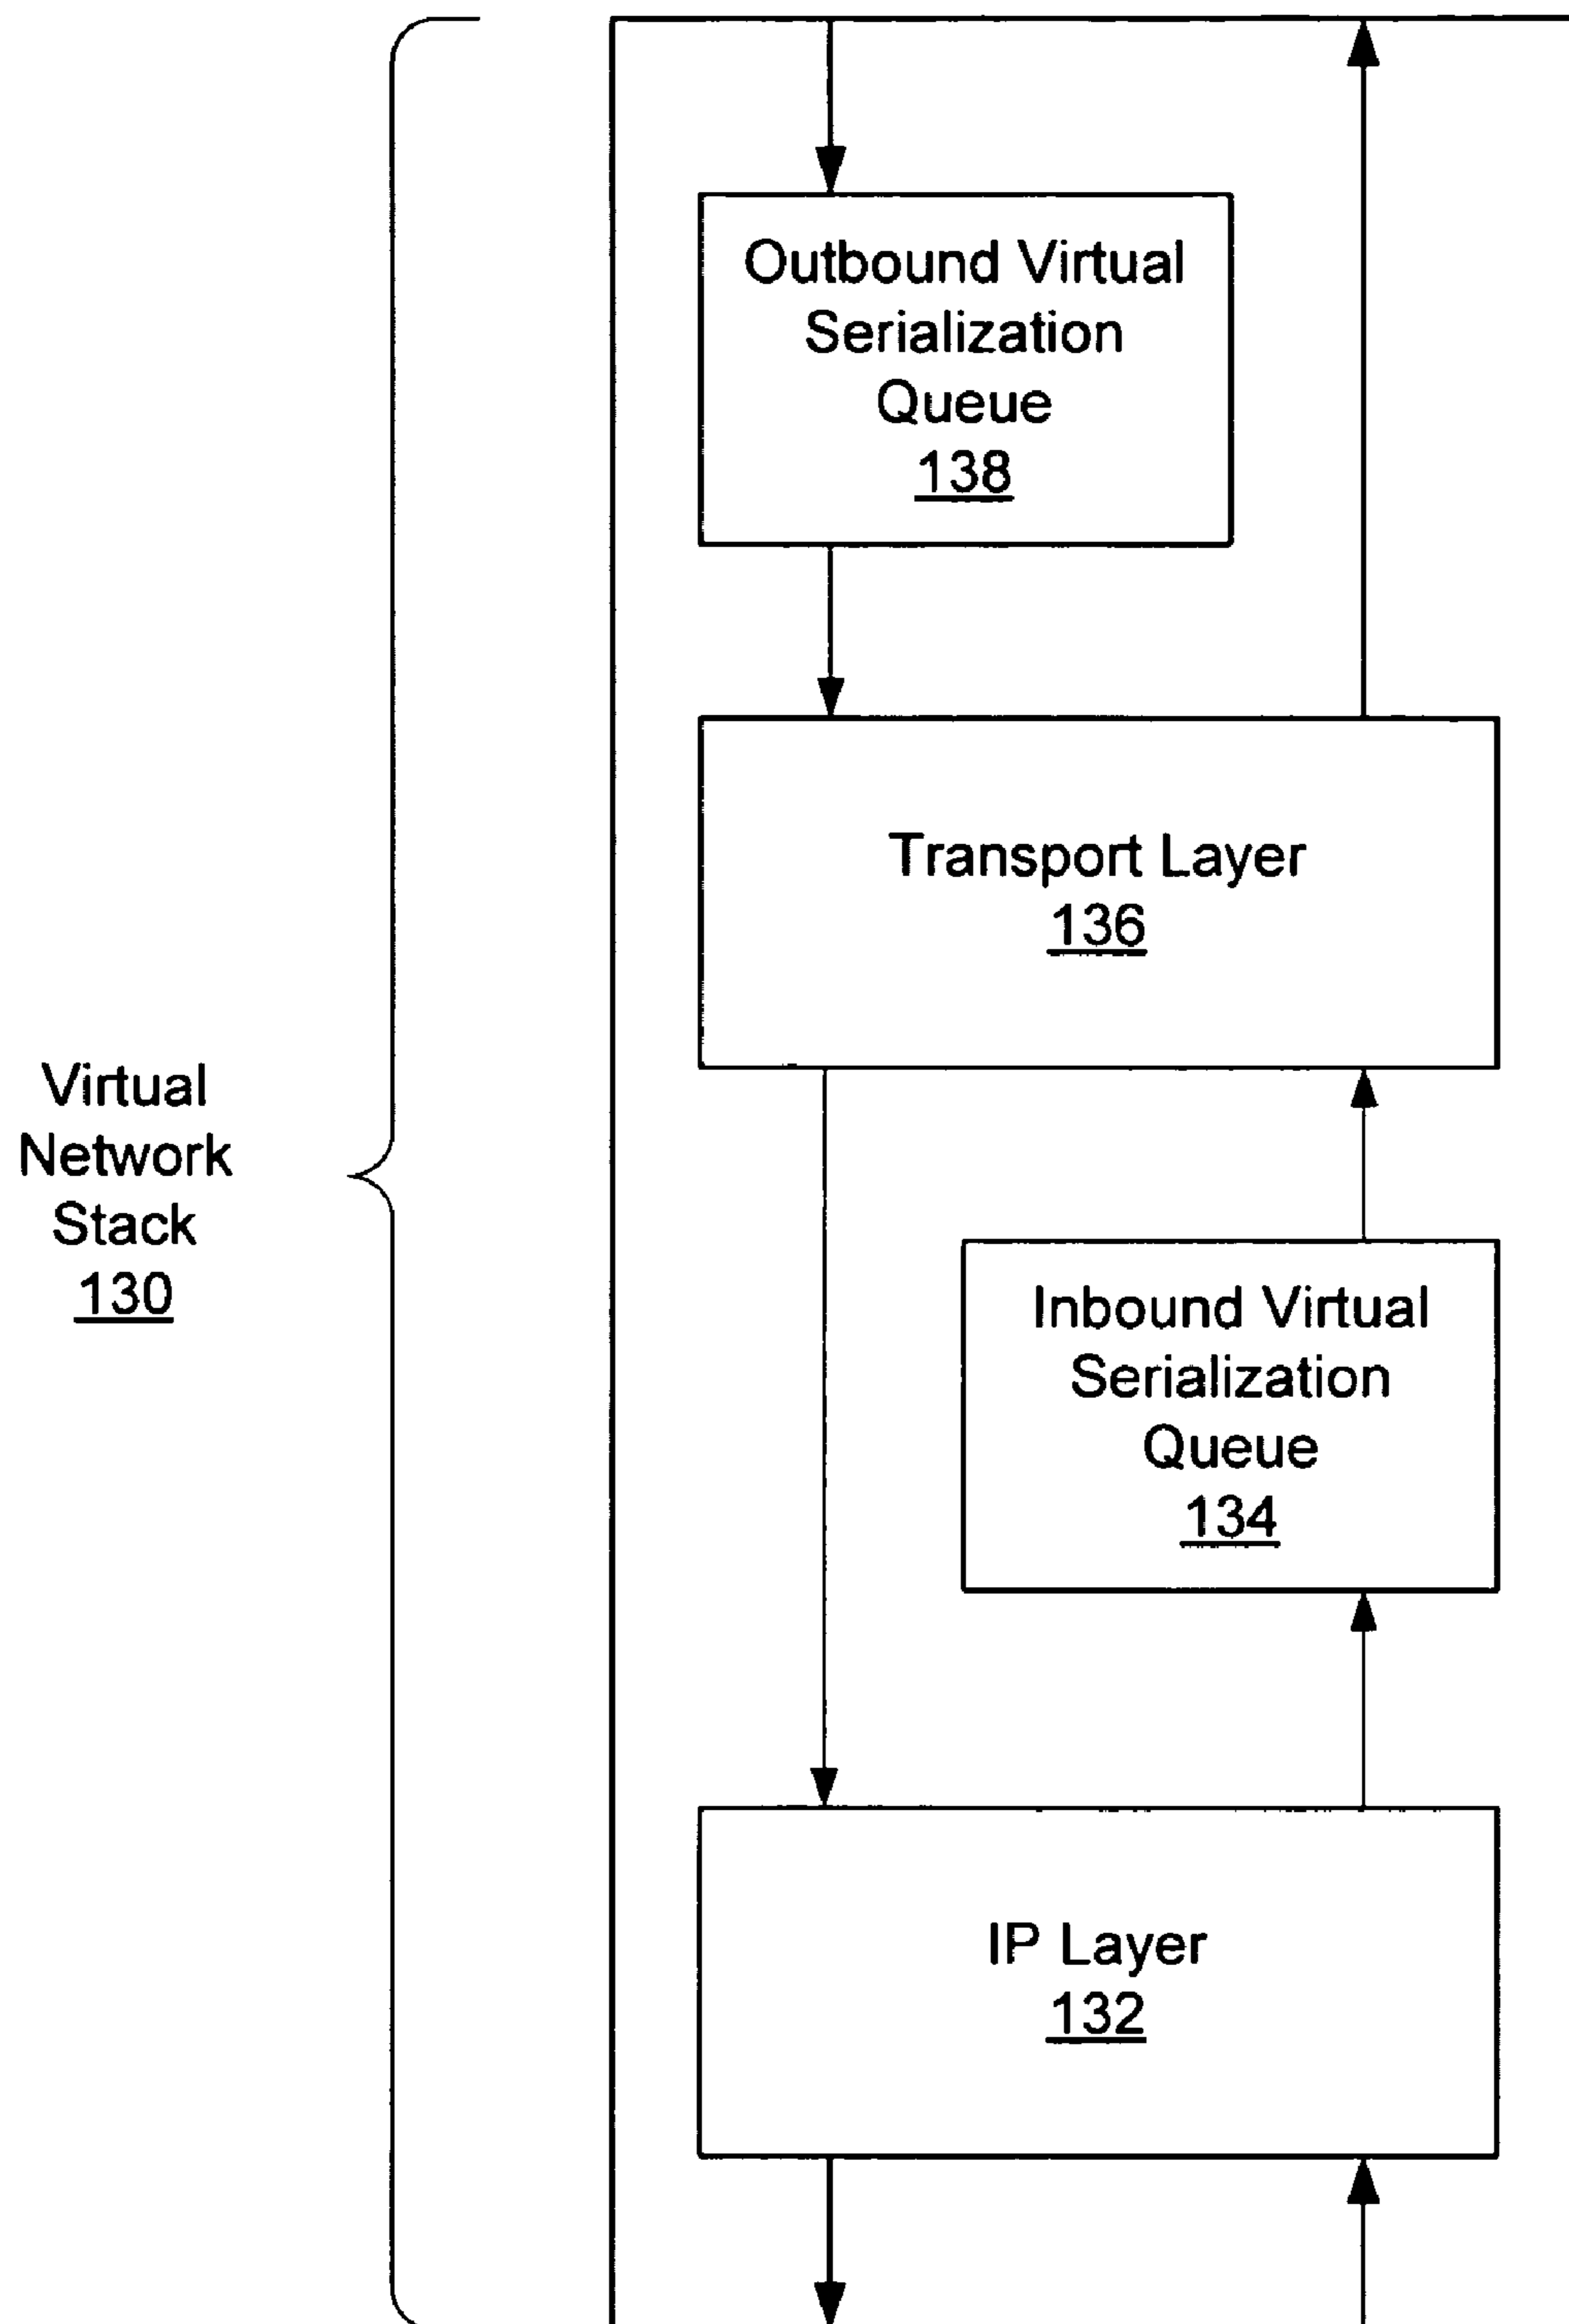 Outbound Virtual
Serialization
Queue
138
Transport Layer
136
Virtual
Network
Stack
130
Inbound Virtual
Serialization
Queue
134
IP Layer
132